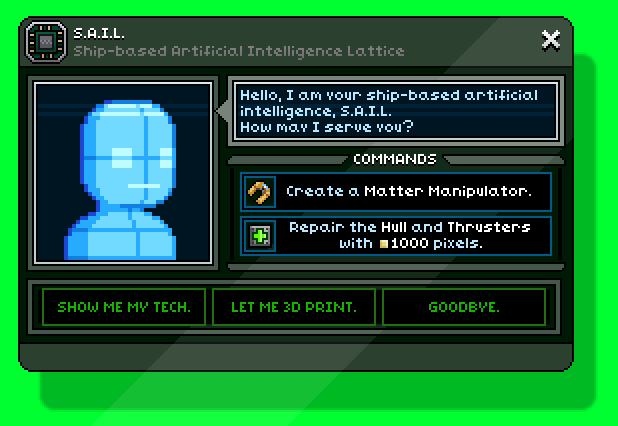 S.A.I.L.
Ship-based Artificial Intelligence Lattice
Hello, I am your ship-based artificial
intelligence, S.A.I.L.
How may I serve you?
COMMANDS
Create a Matter Manipulator.
Repair the Hull and Thrusters
with 1000 pixels.
SHOW ME MY TECH.
LET ME 3D PRINT.
GOODBYE.